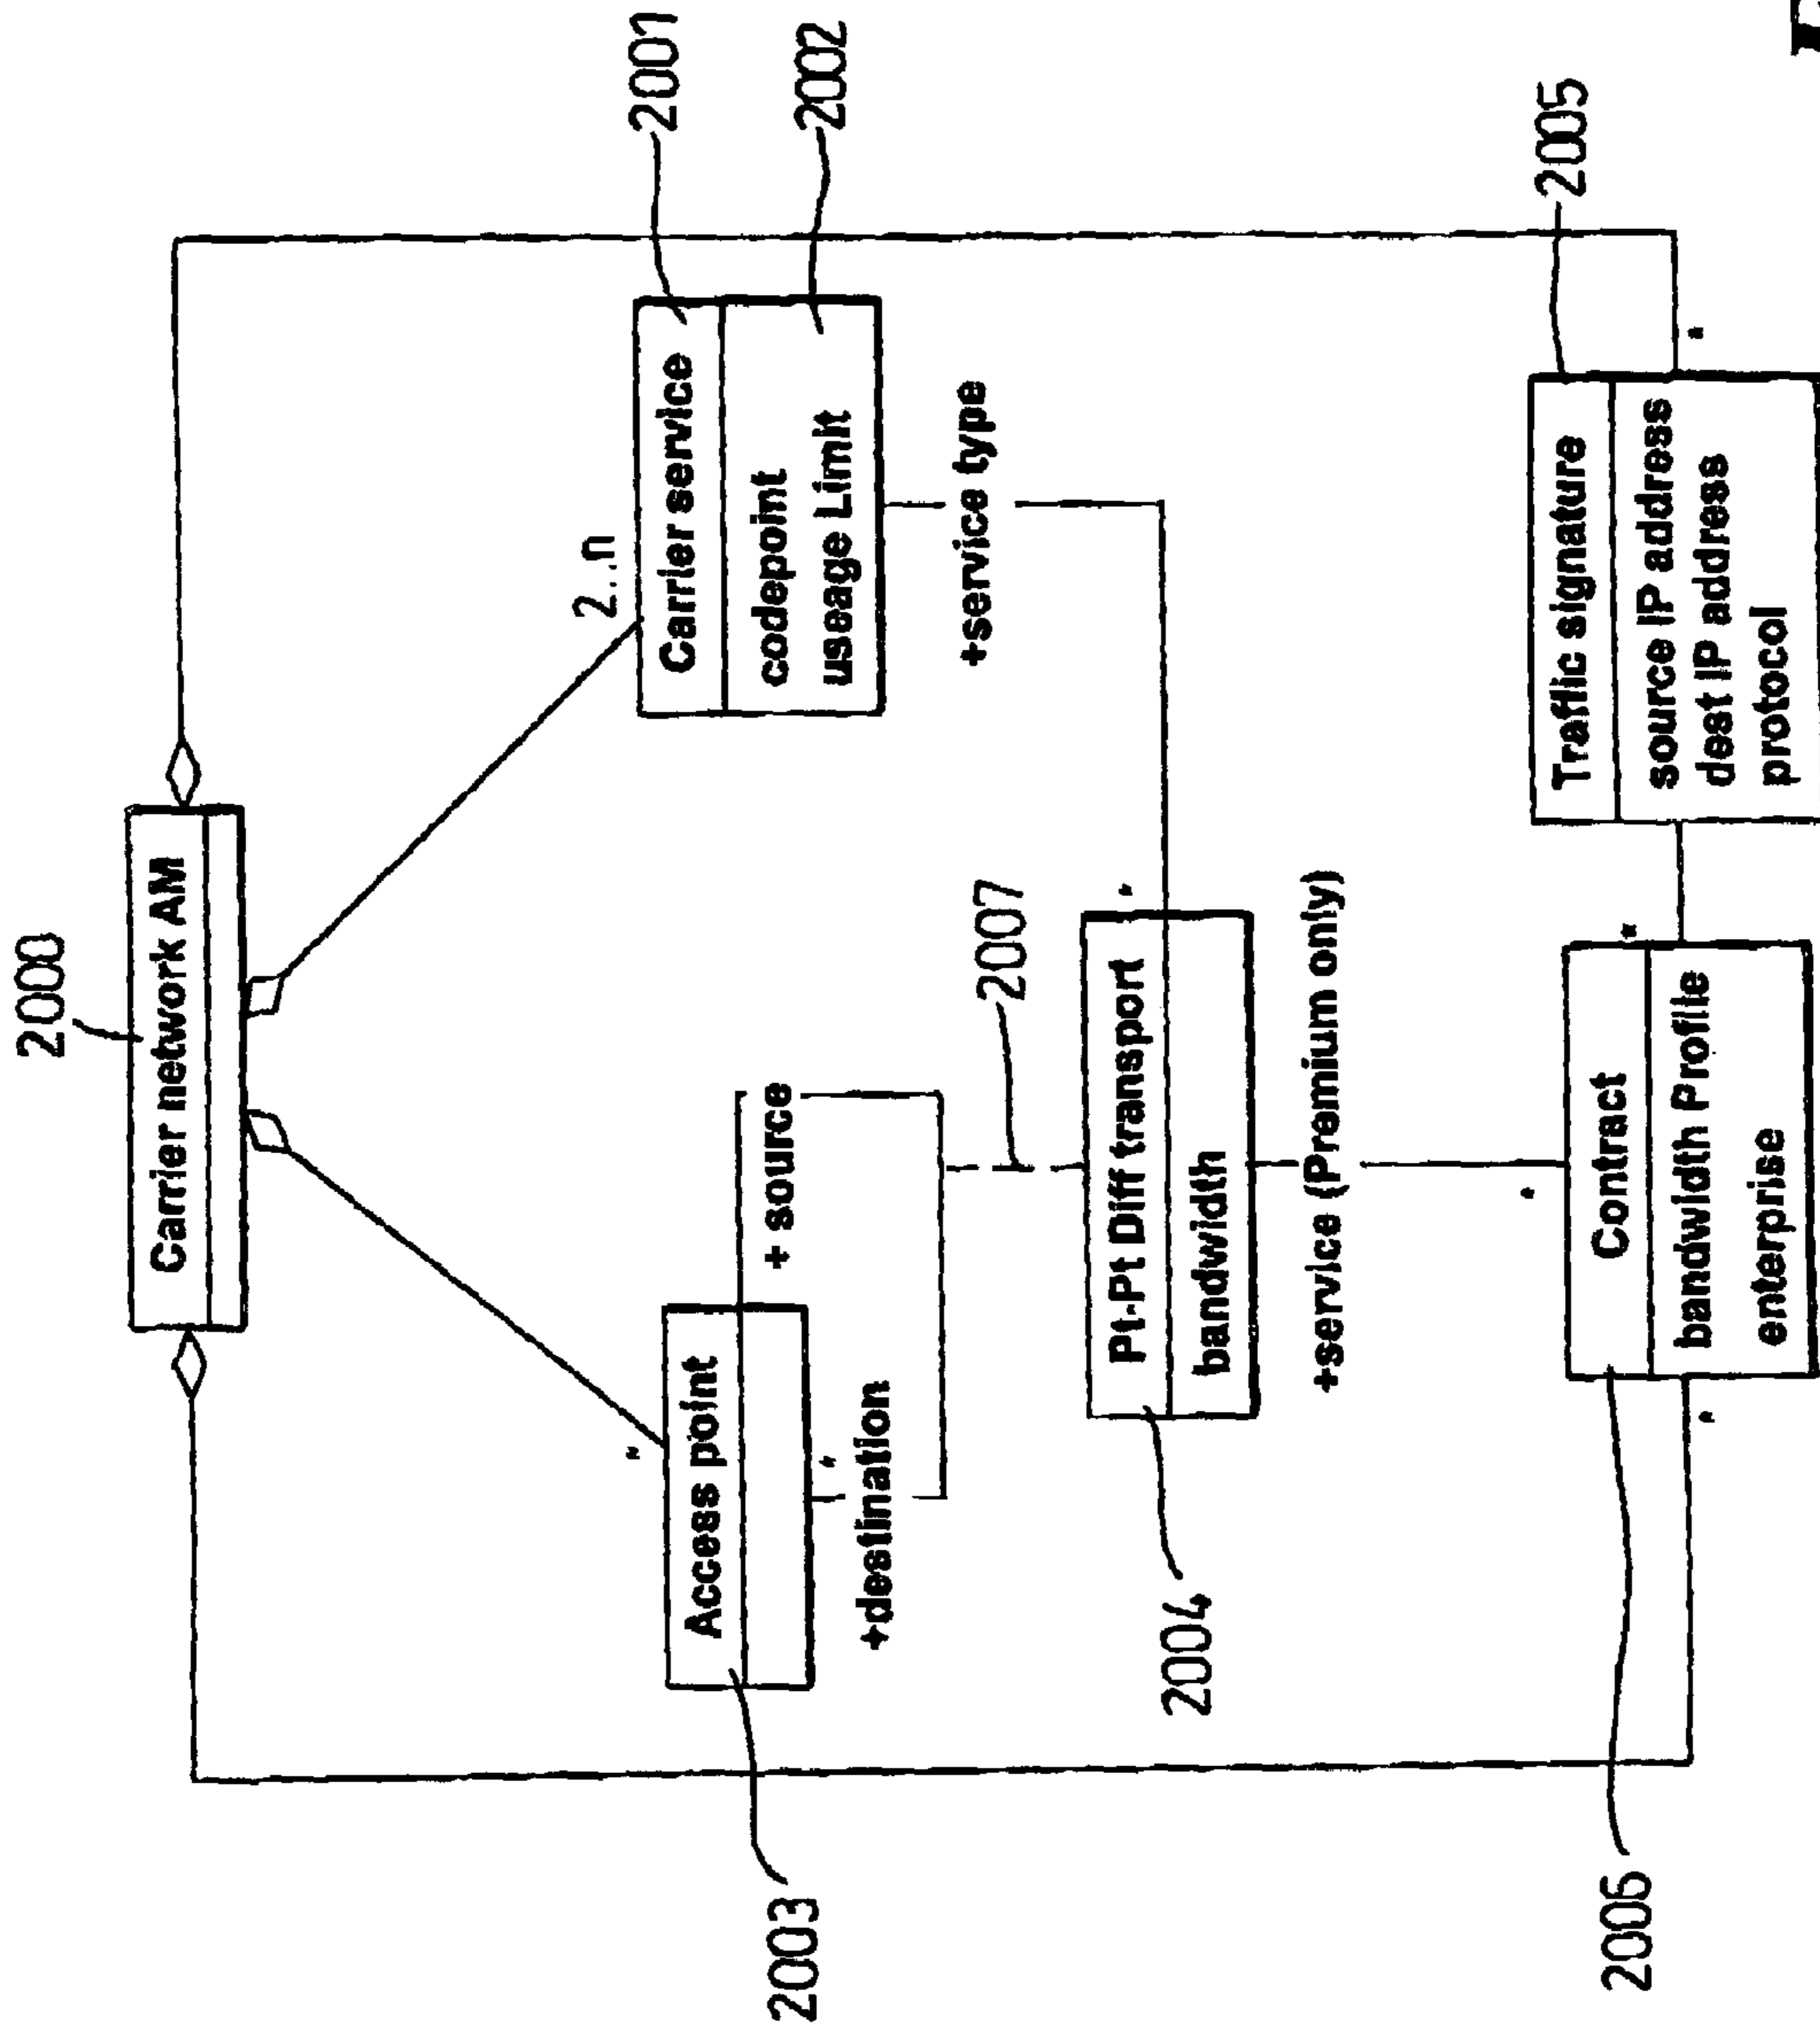 2000
Carrier network AM
2..n
2001
Carrier service
2002
codepoint
useage Limit
+service type
*
Access point
2003
+ source
*
+destination
2007
*
Pt-Pt Diff transport
bandwidth
2004
+service (Premium only)
*
Contract
bandwidth Profile
enterprise
2006
*
*
Traffic signature
source IP address
dest IP address
protocol
2005
*